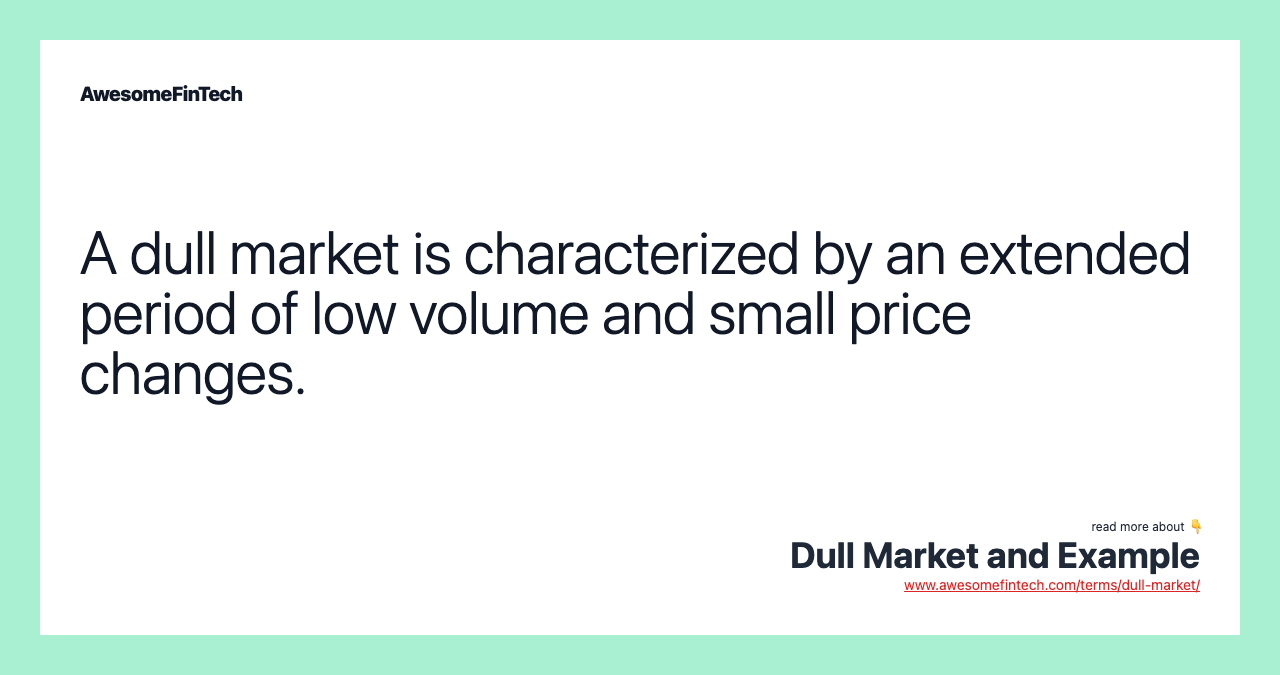 AwesomeFinTech
A dull market is characterized by an extended
period of low volume and small price
changes.
read more about 👇
Dull Market and Example
www.awesomefintech.com/terms/dull-market/